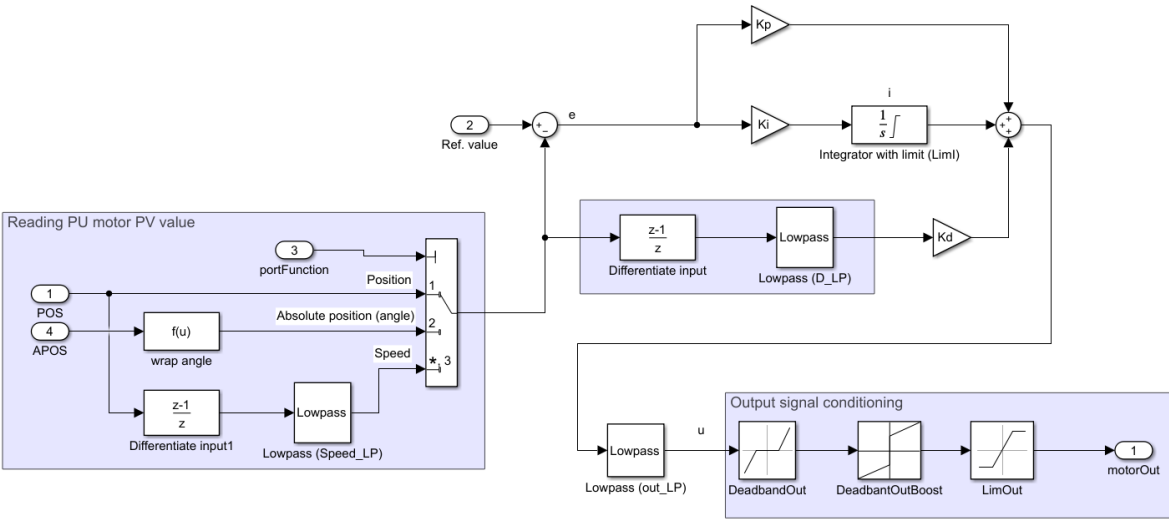 Kp
i
2
Ref. value
+
−
e
Ki
1
s
Integrator with limit (LimI)
+
+
+
Reading PU motor PV value
3
portFunction
z-1
z
Differentiate input
Lowpass
Lowpass (D_LP)
Kd
1
POS
Position
1
4
APOS
f(u)
wrap angle
Absolute position (angle)
2
Speed
*, 3
z-1
z
Differentiate input1
Lowpass
Lowpass (Speed_LP)
Output signal conditioning
Lowpass
Lowpass (out_LP)
u
DeadbandOut
DeadbantOutBoost
LimOut
1
motorOut